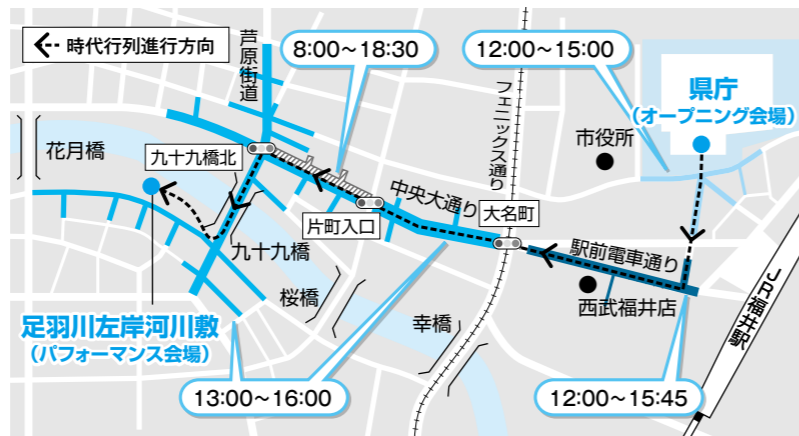 時代行列進行方向
芦原街道
8:00〜18:30
12:00〜15:00
フェニックス通り
県庁
(オープニング会場)
市役所
花月橋
九十九橋北
中央大通り
大名町
片町入口
駅前電車通り
九十九橋
西武福井店
JR福井駅
桜橋
幸橋
足羽川左岸河川敷
(パフォーマンス会場)
13:00〜16:00
12:00〜15:45